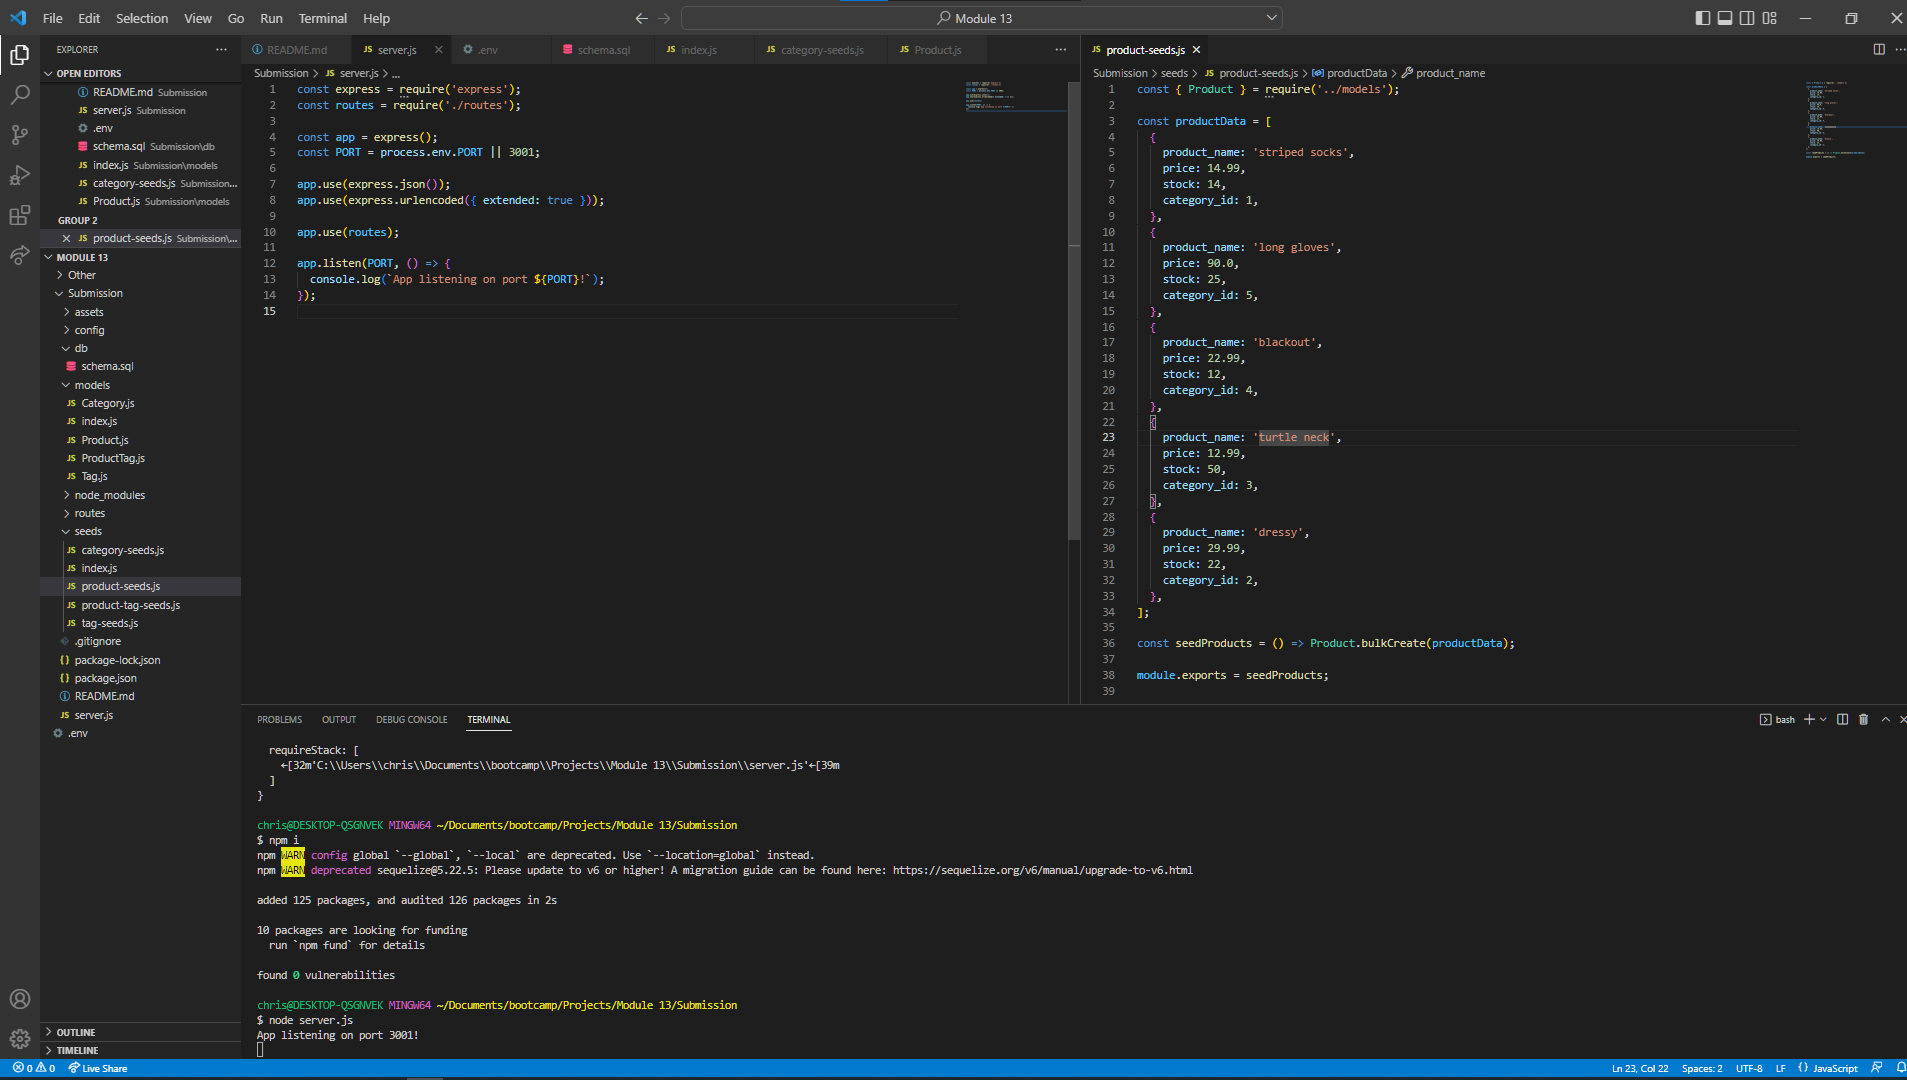 File Edit Selection View Go Run Terminal Help
Module 13
EXPLORER
OPEN EDITORS
README.md Submission
server.js Submission
.env
schema.sql Submission\db
index.js Submission\models
category-seeds.js Submission...
Product.js Submission\models
GROUP 2
product-seeds.js Submission\...
MODULE 13
Other
Submission
assets
config
db
schema.sql
models
Category.js
index.js
Product.js
ProductTag.js
Tag.js
node_modules
routes
seeds
category-seeds.js
index.js
product-seeds.js
product-tag-seeds.js
tag-seeds.js
.gitignore
package-lock.json
package.json
README.md
server.js
.env
OUTLINE
TIMELINE
README.md server.js .env schema.sql index.js category-seeds.js Product.js
Submission > JS server.js > ...
1 const express = require('express');
2 const routes = require('./routes');
3
4 const app = express();
5 const PORT = process.env.PORT || 3001;
6
7 app.use(express.json());
8 app.use(express.urlencoded({ extended: true }));
9
10 app.use(routes);
11
12 app.listen(PORT, () => {
13 console.log(`App listening on port ${PORT}!`);
14 });
15
JS product-seeds.js
Submission > seeds > JS product-seeds.js > productData > product_name
1 const { Product } = require('../models');
2
3 const productData = [
4 {
5 product_name: 'striped socks',
6 price: 14.99,
7 stock: 14,
8 category_id: 1,
9 },
10 {
11 product_name: 'long gloves',
12 price: 90.0,
13 stock: 25,
14 category_id: 5,
15 },
16 {
17 product_name: 'blackout',
18 price: 22.99,
19 stock: 12,
20 category_id: 4,
21 },
22 {
23 product_name: 'turtle neck',
24 price: 12.99,
25 stock: 50,
26 category_id: 3,
27 },
28 {
29 product_name: 'dressy',
30 price: 29.99,
31 stock: 22,
32 category_id: 2,
33 },
34 ];
35
36 const seedProducts = () => Product.bulkCreate(productData);
37
38 module.exports = seedProducts;
39
PROBLEMS OUTPUT DEBUG CONSOLE TERMINAL
bash
requireStack: [
←[32m'C:\\Users\\chris\\Documents\\bootcamp\\Projects\\Module 13\\Submission\\server.js'←[39m
]
}
chris@DESKTOP-QSGNVEK MINGW64 ~/Documents/bootcamp/Projects/Module 13/Submission
$ npm i
npm WARN config global `--global`, `--local` are deprecated. Use `--location=global` instead.
npm WARN deprecated sequelize@5.22.5: Please update to v6 or higher! A migration guide can be found here: https://sequelize.org/v6/manual/upgrade-to-v6.html
added 125 packages, and audited 126 packages in 2s
10 packages are looking for funding
run `npm fund` for details
found 0 vulnerabilities
chris@DESKTOP-QSGNVEK MINGW64 ~/Documents/bootcamp/Projects/Module 13/Submission
$ node server.js
App listening on port 3001!
0 0 Live Share
Ln 23, Col 22 Spaces: 2 UTF-8 LF {} JavaScript